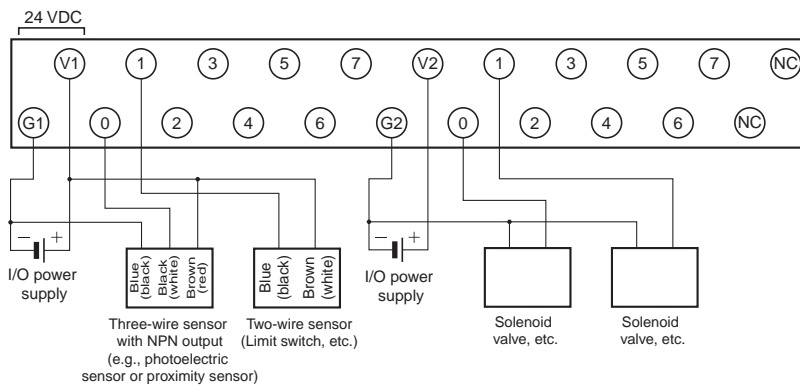 24 VDC
V1 1 3 5 7 V2 1 3 5 7 NC
G1 0 2 4 6 G2 0 2 4 6 NC
− +
I/O power
supply
Blue
(black)
Black
(white)
Brown
(red)
Three-wire sensor
with NPN output
(e.g., photoelectric
sensor or proximity sensor)
Blue
(black)
Brown
(white)
Two-wire sensor
(Limit switch, etc.)
− +
I/O power
supply
Solenoid
valve, etc.
Solenoid
valve, etc.